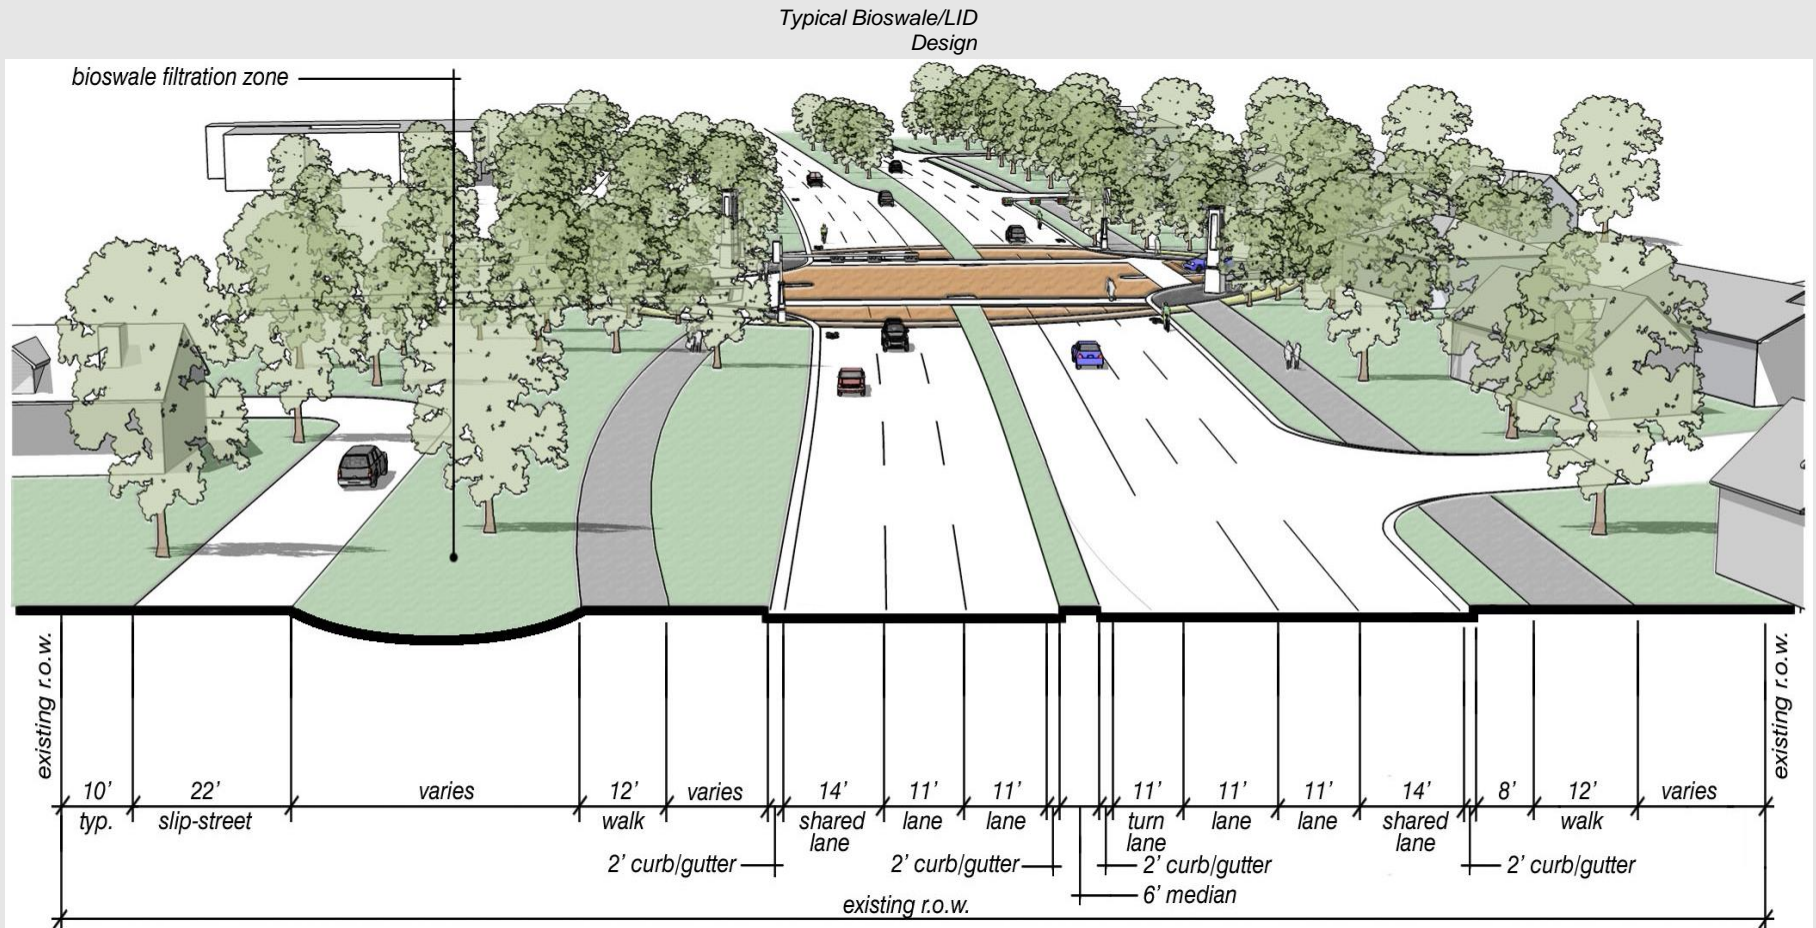 Typical Bioswale/LID
Design
bioswale filtration zone
existing r.o.w.
existing r.o.w.
10' 22' varies 12' varies 14' 11' 11' 11' 11' 11' 14' 8' 12' varies
typ. slip-street walk shared lane lane turn lane lane shared walk
lane lane lane
2' curb/gutter 2' curb/gutter 2' curb/gutter 2' curb/gutter
6' median
existing r.o.w.